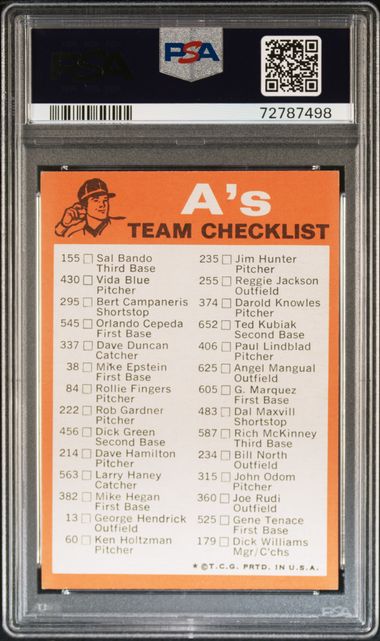 PSA
PSA
72787498
A's
TEAM CHECKLIST
155 Sal Bando
Third Base
430 Vida Blue
Pitcher
295 Bert Campaneris
Shortstop
545 Orlando Cepeda
First Base
337 Dave Duncan
Catcher
38 Mike Epstein
First Base
84 Rollie Fingers
Pitcher
222 Rob Gardner
Pitcher
456 Dick Green
Second Base
214 Dave Hamilton
Pitcher
563 Larry Haney
Catcher
382 Mike Hegan
First Base
13 George Hendrick
Outfield
60 Ken Holtzman
Pitcher
235 Jim Hunter
Pitcher
255 Reggie Jackson
Outfield
374 Darold Knowles
Pitcher
652 Ted Kubiak
Second Base
406 Paul Lindblad
Pitcher
625 Angel Mangual
Outfield
605 G. Marquez
First Base
483 Dal Maxvill
Shortstop
587 Rich McKinney
Third Base
234 Bill North
Outfield
315 John Odom
Pitcher
360 Joe Rudi
Outfield
525 Gene Tenace
First Base
179 Dick Williams
Mgr/C'chs
* © T.C.G. PRTD. IN U.S.A.
PSA